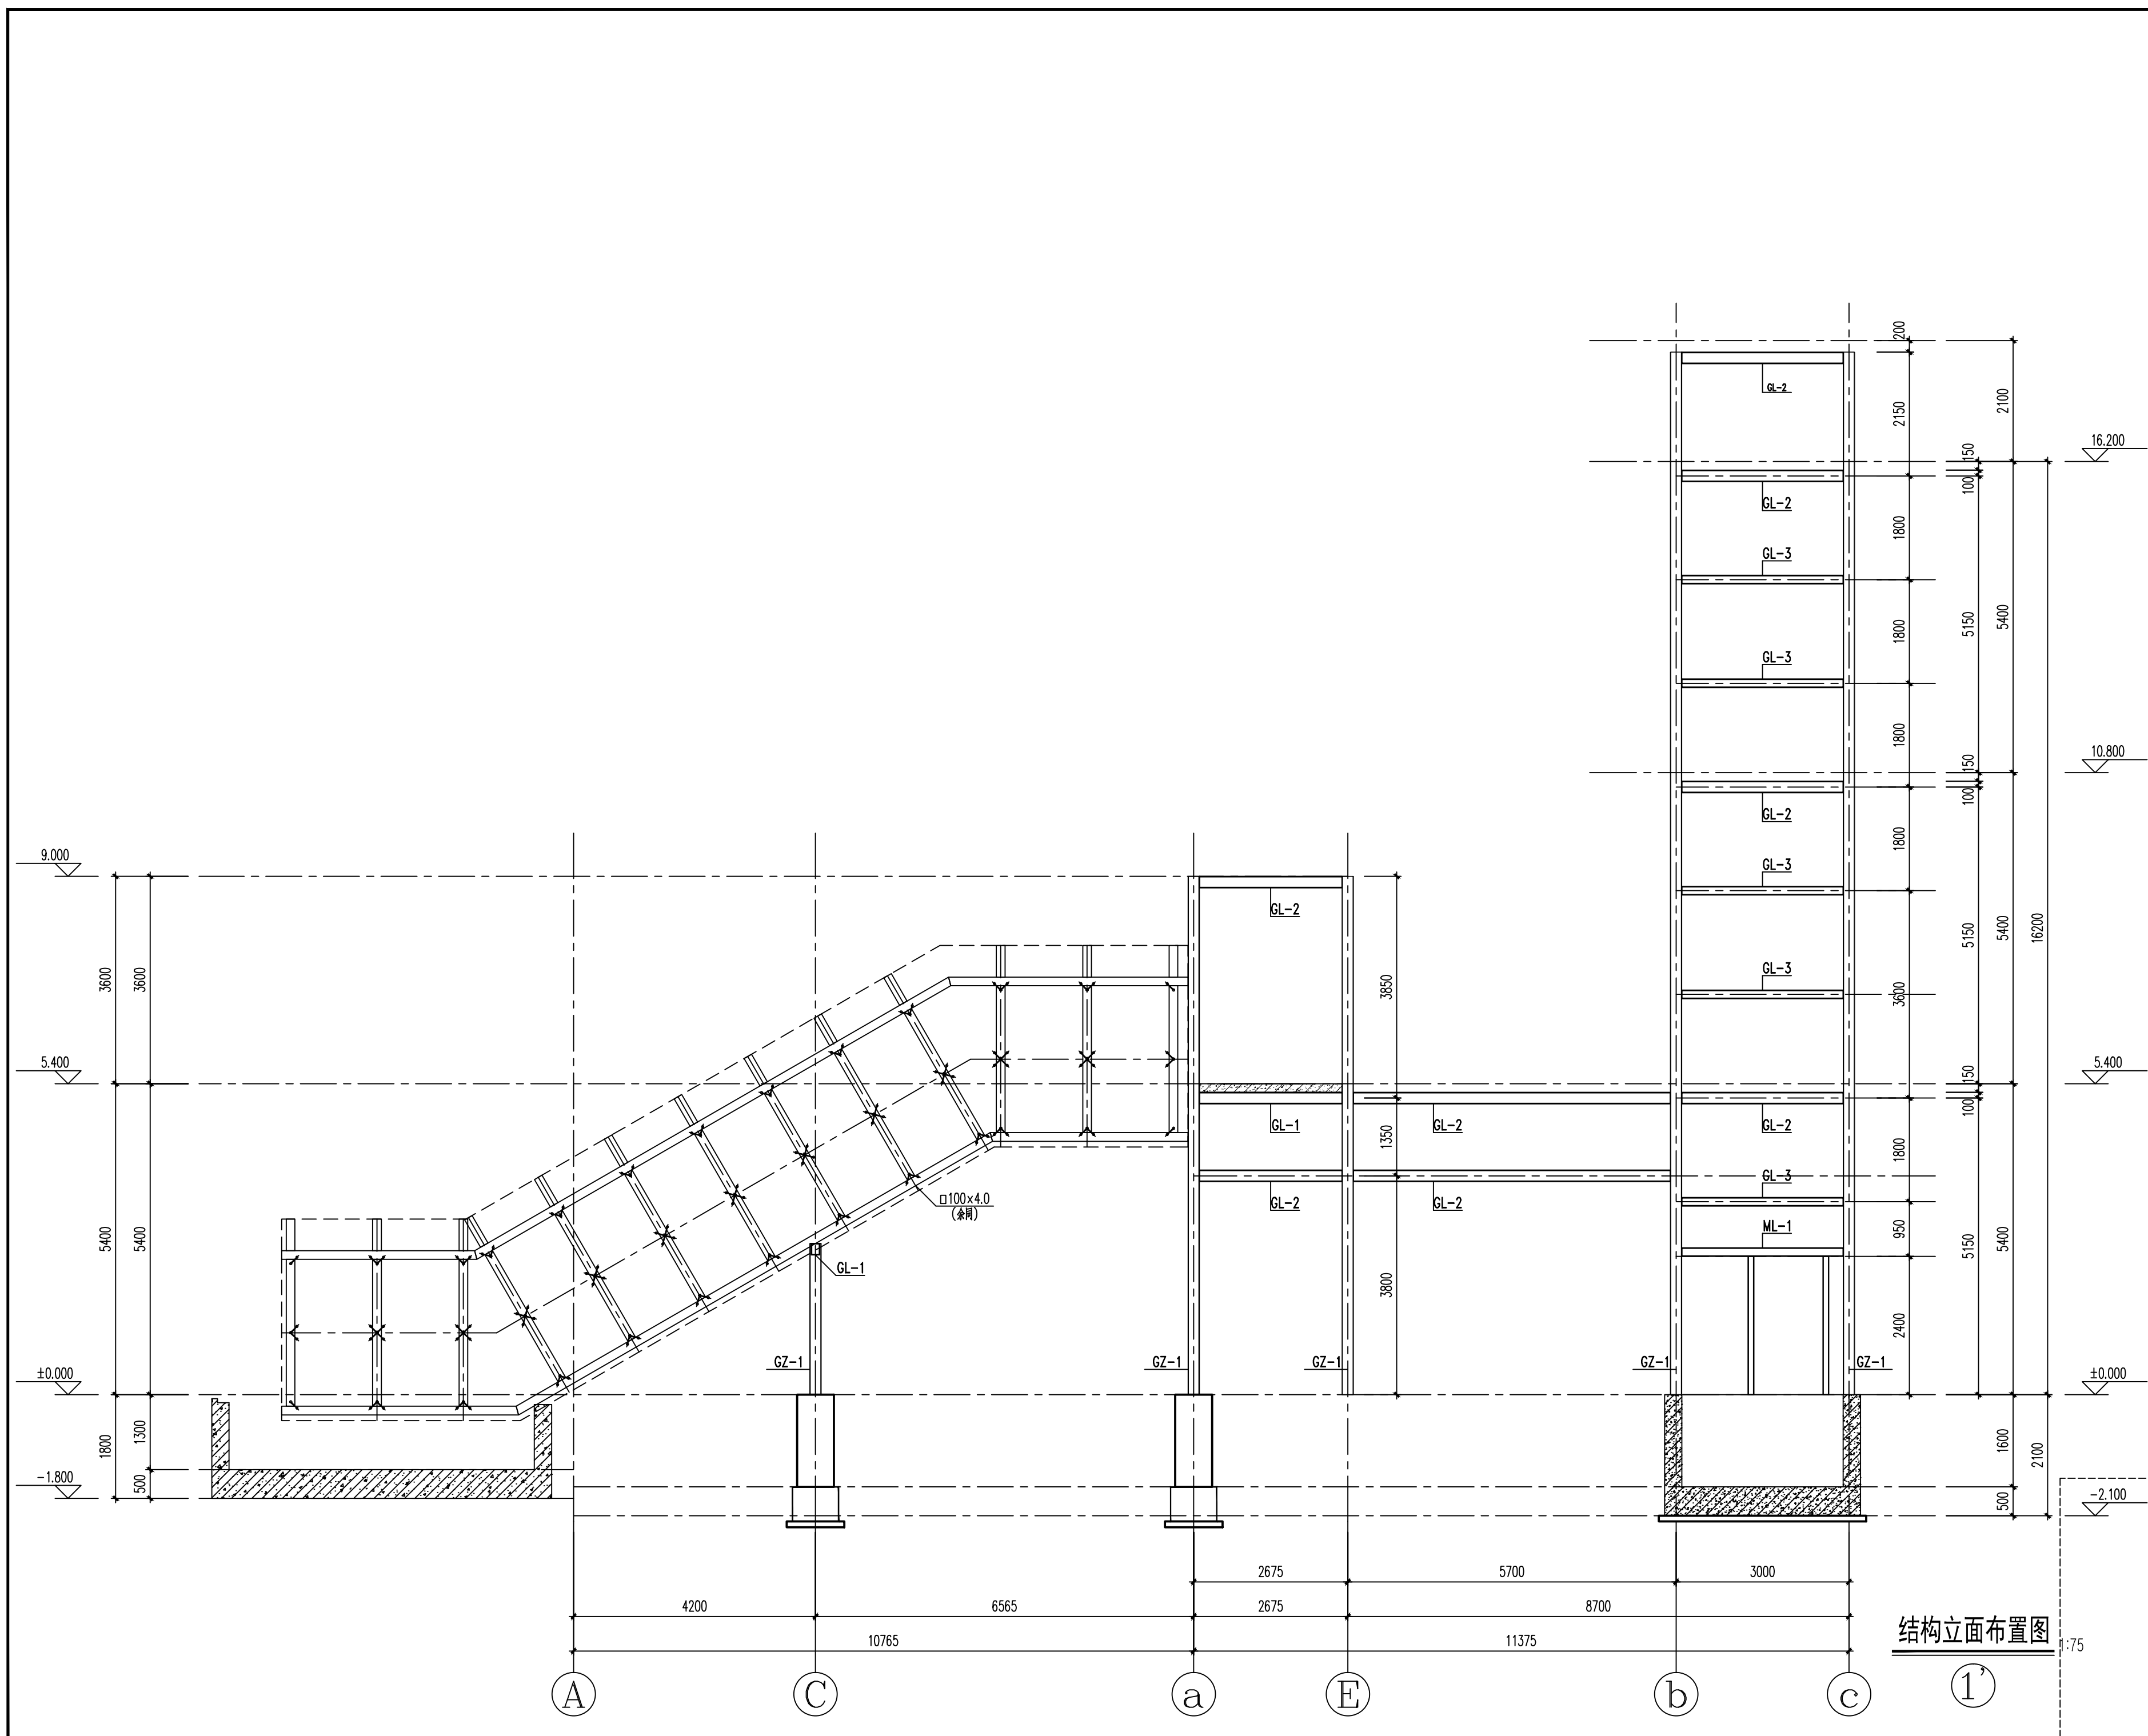 200
2150
2100
16.200
150
100
GL-2
GL-2
1800
GL-3
1800
5150
5400
GL-3
1800
10.800
150
100
GL-2
1800
GL-3
5150
5400
16200
GL-3
3600
9.000
3600
3600
GL-2
3850
5.400
5.400
150
100
GL-1
GL-2
GL-2
1350
1800
GL-3
GL-2
GL-2
ML-1
950
5150
5400
□100×4.0
(余同)
5400
5400
GL-1
3800
2400
GZ-1
GZ-1
GZ-1
GZ-1
GZ-1
±0.000
±0.000
1800
1300
500
-1.800
1600
2100
500
-2.100
2675
5700
3000
4200
6565
2675
8700
10765
11375
结构立面布置图
1:75
A
C
a
E
b
c
1'